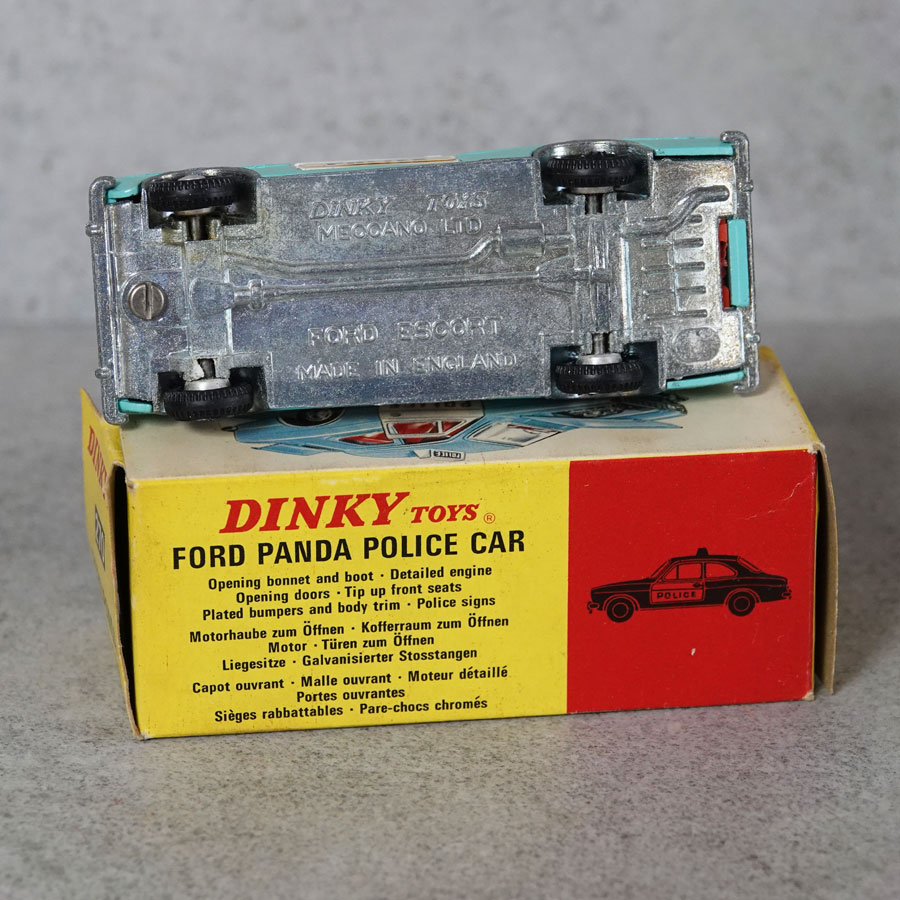 DINKY TOYS
MECCANO LTD
FORD ESCORT
MADE IN ENGLAND
POLICE
DINKY TOYS ®
FORD PANDA POLICE CAR
Opening bonnet and boot · Detailed engine
Opening doors · Tip up front seats
Plated bumpers and body trim · Police signs
Motorhaube zum Öffnen · Kofferraum zum Öffnen
Motor · Türen zum Öffnen
Liegesitze · Galvanisierter Stosstangen
Capot ouvrant · Malle ouvrant · Moteur détaillé
Portes ouvrantes
Sièges rabbattables · Pare-chocs chromés
POLICE
DINKY